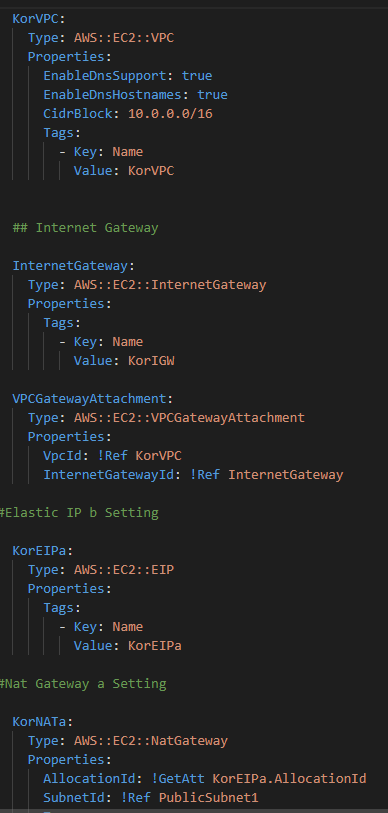 KorVPC:
Type: AWS::EC2::VPC
Properties:
EnableDnsSupport: true
EnableDnsHostnames: true
CidrBlock: 10.0.0.0/16
Tags:
- Key: Name
Value: KorVPC
## Internet Gateway
InternetGateway:
Type: AWS::EC2::InternetGateway
Properties:
Tags:
- Key: Name
Value: KorIGW
VPCGatewayAttachment:
Type: AWS::EC2::VPCGatewayAttachment
Properties:
VpcId: !Ref KorVPC
InternetGatewayId: !Ref InternetGateway
#Elastic IP b Setting
KorEIPa:
Type: AWS::EC2::EIP
Properties:
Tags:
- Key: Name
Value: KorEIPa
#Nat Gateway a Setting
KorNATa:
Type: AWS::EC2::NatGateway
Properties:
AllocationId: !GetAtt KorEIPa.AllocationId
SubnetId: !Ref PublicSubnet1